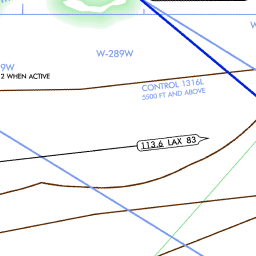 W-289W
9W
2 WHEN ACTIVE
CONTROL 1316L
5500 FT AND ABOVE
W
113.6 LAX 83